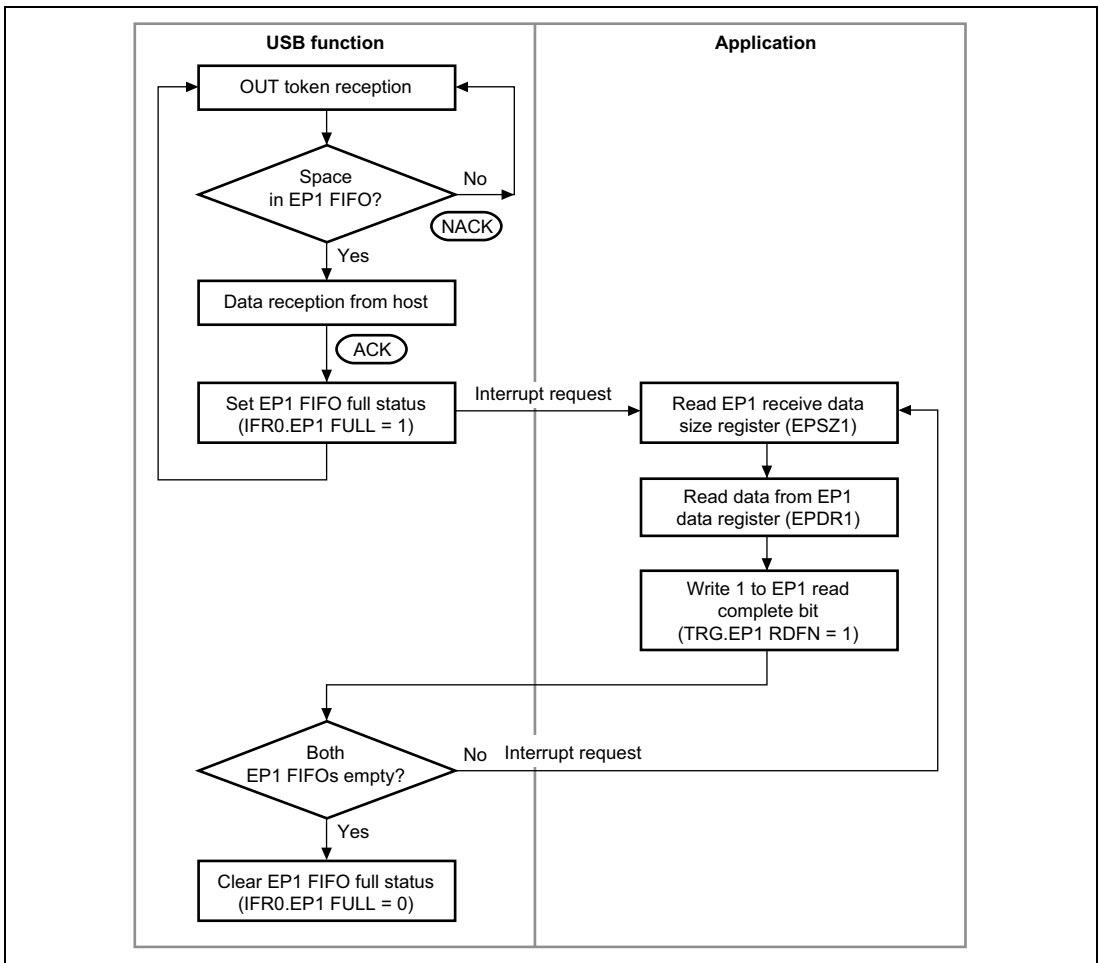 USB function
Application
OUT token reception
Space
in EP1 FIFO?
No
NACK
Yes
Data reception from host
ACK
Set EP1 FIFO full status
(IFR0.EP1 FULL = 1)
Interrupt request
Read EP1 receive data
size register (EPSZ1)
Read data from EP1
data register (EPDR1)
Write 1 to EP1 read
complete bit
(TRG.EP1 RDFN = 1)
Both
EP1 FIFOs empty?
No
Interrupt request
Yes
Clear EP1 FIFO full status
(IFR0.EP1 FULL = 0)